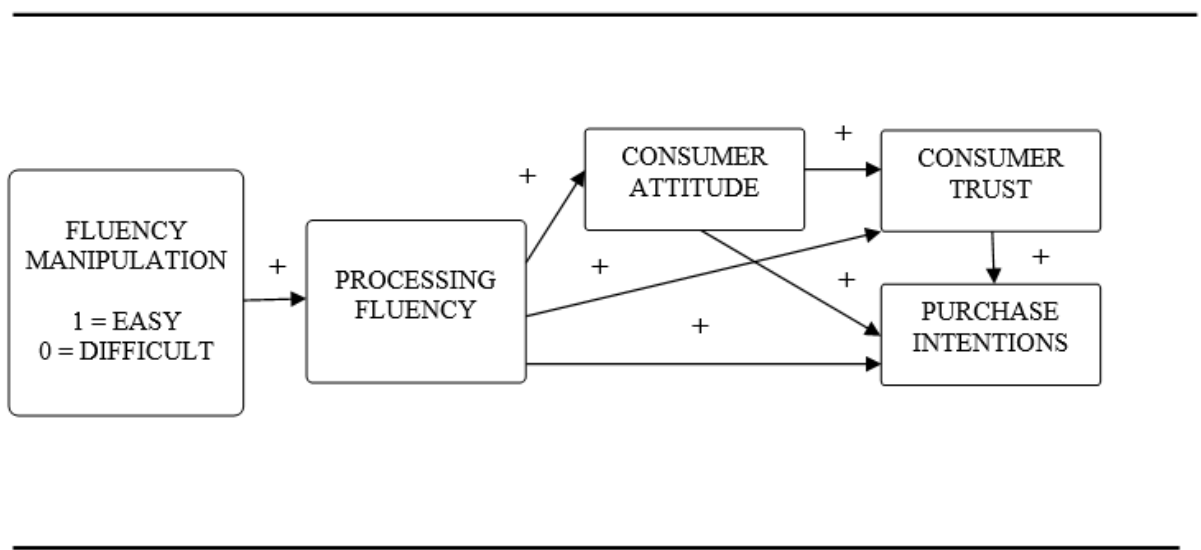 FLUENCY
MANIPULATION
1 = EASY
0 = DIFFICULT
+
PROCESSING
FLUENCY
+
CONSUMER
ATTITUDE
+
CONSUMER
TRUST
+
+
+
+
PURCHASE
INTENTIONS